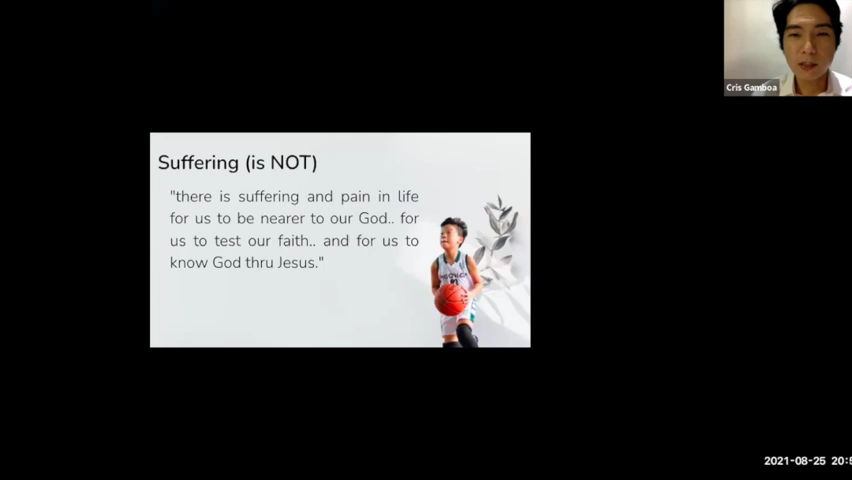 Cris Gamboa
Suffering (is NOT)
"there is suffering and pain in life
for us to be nearer to our God.. for
us to test our faith.. and for us to
know God thru Jesus."
2021-08-25 20:5